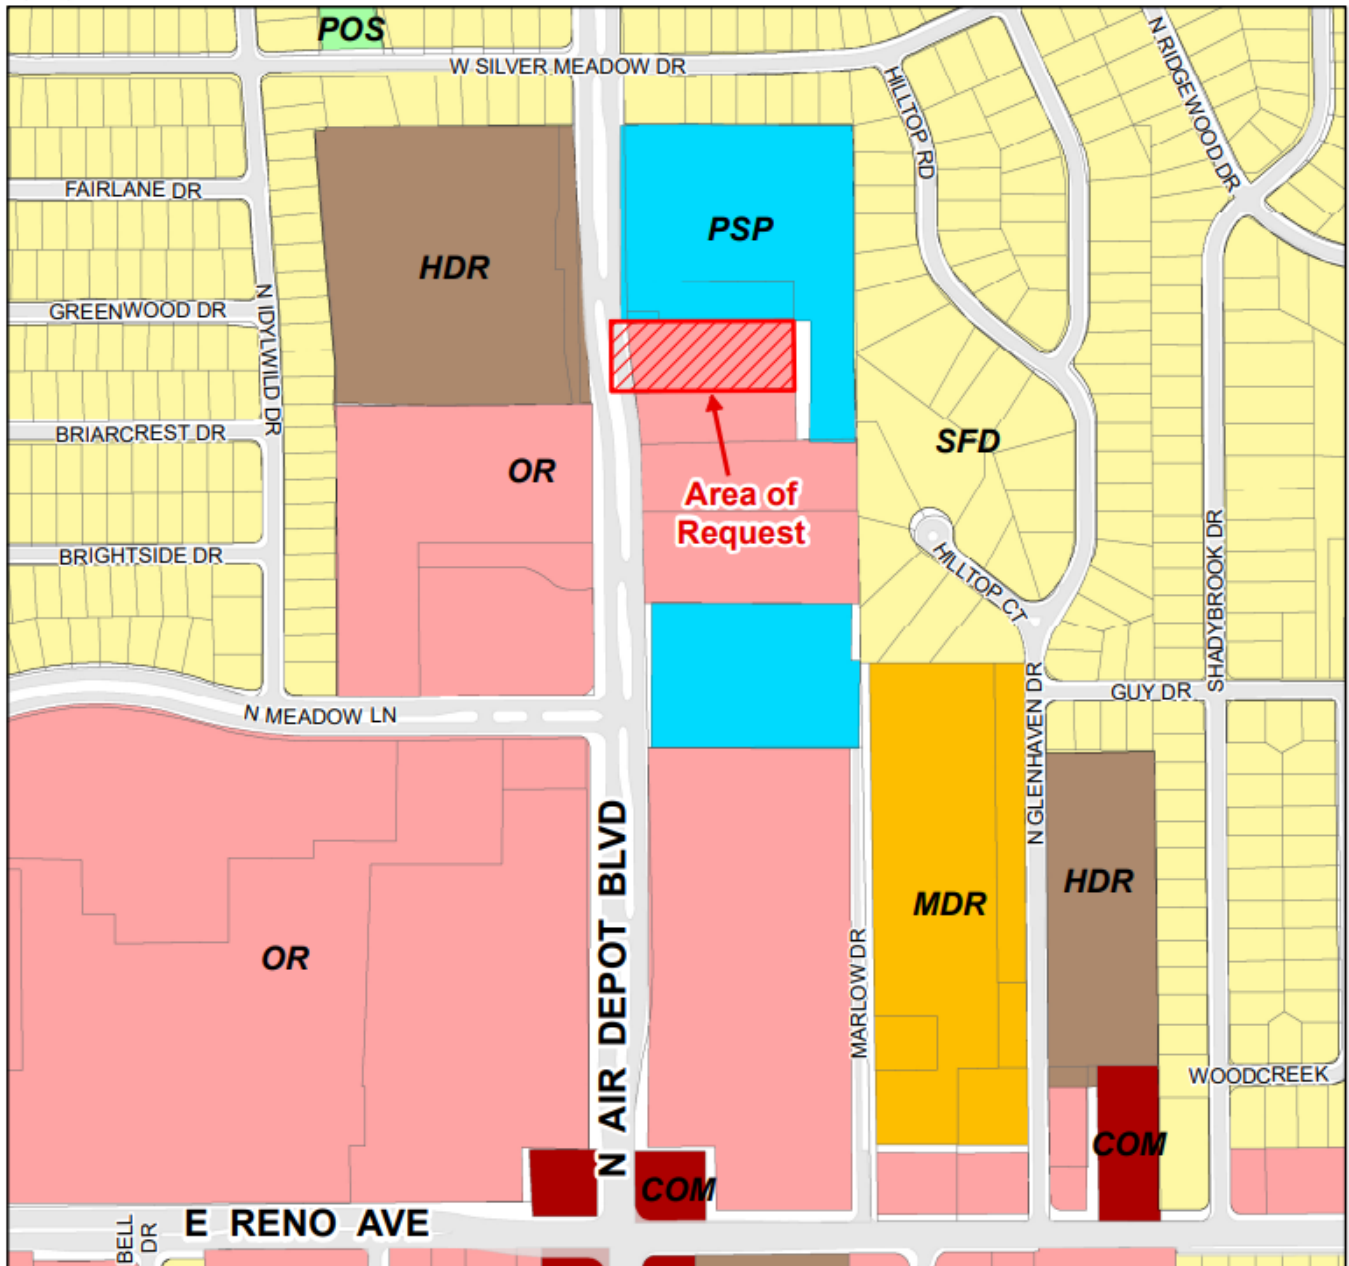 POS
W SILVER MEADOW DR
N RIDGEWOOD DR
HILLTOP RD
FAIRLANE DR
PSP
HDR
GREENWOOD DR
N IDYLWILD DR
BRIARCREST DR
SFD
OR
Area of
Request
BRIGHTSIDE DR
HILLTOP CT
SHADYBROOK DR
GUY DR
N MEADOW LN
N GLENHAVEN DR
N AIR DEPOT BLVD
HDR
MDR
OR
MARLOW DR
WOODCREEK
COM
COM
E RENO AVE
BELL
DR